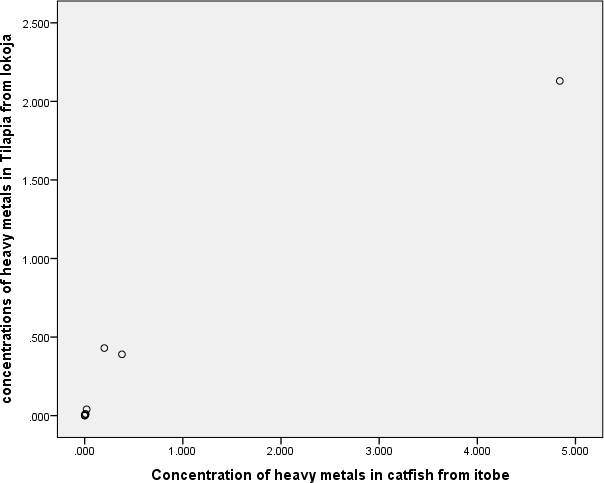 concentrations of heavy metals in Tilapia from lokoja
2.500
2.000
1.500
1.000
.500
.000
.000 1.000 2.000 3.000 4.000 5.000
Concentration of heavy metals in catfish from itobe